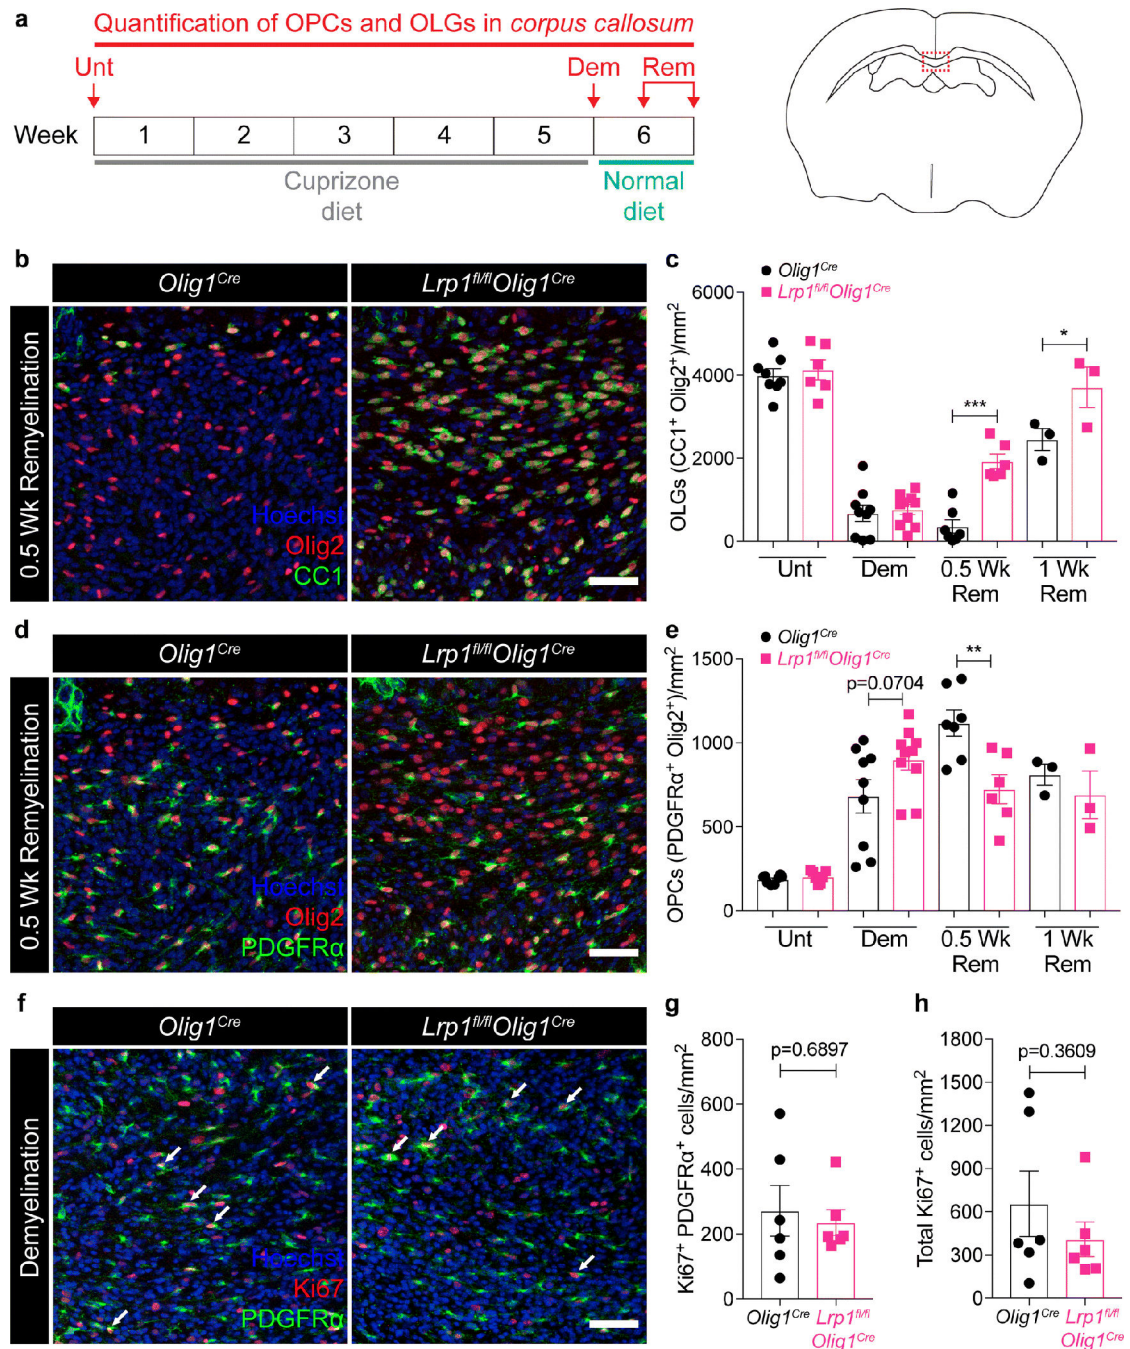 a
Quantification of OPCs and OLGs in corpus callosum
Unt Dem Rem
Week 1 2 3 4 5 6
Cuprizone diet
Normal diet
b
Olig1Cre Lrp1fl/flOlig1Cre
0.5 Wk Remyelination
Hoechst
Olig2
CC1
c
Olig1Cre
Lrp1fl/flOlig1Cre
OLGs (CC1+ Olig2+)/mm2
6000
4000
2000
0
***
*
Unt Dem 0.5 Wk Rem 1 Wk Rem
d
Olig1Cre Lrp1fl/flOlig1Cre
0.5 Wk Remyelination
Hoechst
Olig2
PDGFRα
e
Olig1Cre
Lrp1fl/flOlig1Cre
OPCs (PDGFRα+ Olig2+)/mm2
1500
1000
500
0
p=0.0704
**
Unt Dem 0.5 Wk Rem 1 Wk Rem
f
Olig1Cre Lrp1fl/flOlig1Cre
Demyelination
Hoechst
Ki67
PDGFRα
g
Ki67+ PDGFRα+ cells/mm2
800
600
400
200
0
p=0.6897
Olig1Cre Lrp1fl/fl
Olig1Cre
h
Total Ki67+ cells/mm2
1800
1500
1200
900
600
300
0
p=0.3609
Olig1Cre Lrp1fl/fl
Olig1Cre